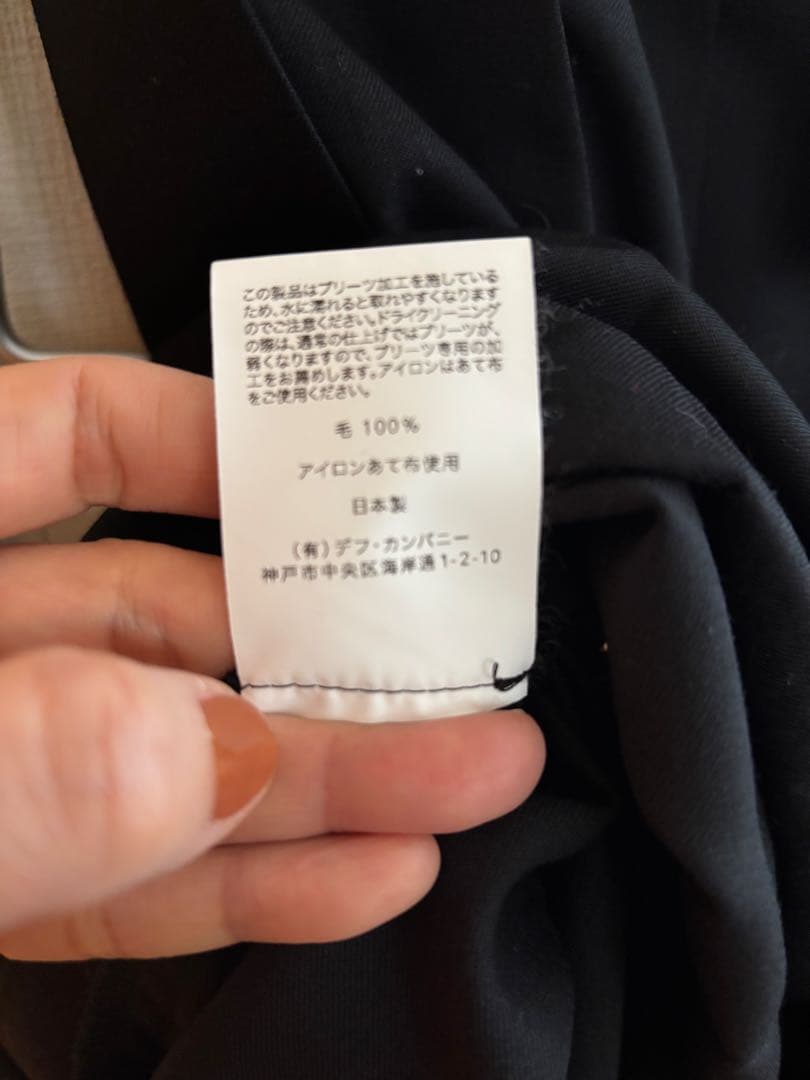 この製品はプリーツ加工を施している
ため、水に濡れると取れやすくなります
のでご注意ください。ドライクリーニング
の際は、通常の仕上げではプリーツが、
弱くなりますので、プリーツ専用の加
工をお薦めします。アイロンはあて布
をご使用ください。
毛 100%
アイロンあて布使用
日本製
(有)デフ・カンパニー
神戸市中央区海岸通1-2-10